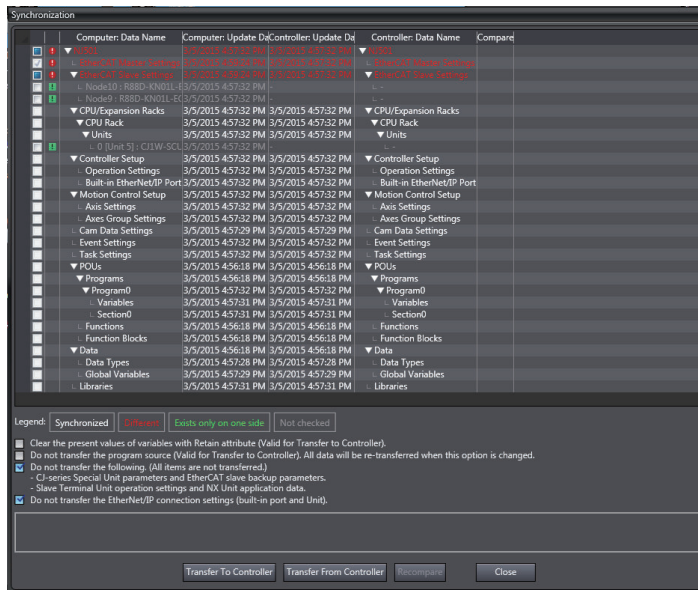 Synchronization
Computer: Data Name Computer: Update Da Controller: Update Da Controller: Data Name Compare
Node10 : R88D-KN01L-E 3/5/2015 4:57:32 PM - -
Node9 : R88D-KN01L-EC 3/5/2015 4:57:32 PM - -
CPU/Expansion Racks 3/5/2015 4:57:32 PM 3/5/2015 4:57:32 PM CPU/Expansion Racks
CPU Rack 3/5/2015 4:57:32 PM 3/5/2015 4:57:32 PM CPU Rack
Units 3/5/2015 4:57:32 PM 3/5/2015 4:57:32 PM Units
0 [Unit 5] : CJ1W-SCU 3/5/2015 4:57:32 PM - -
Controller Setup 3/5/2015 4:57:32 PM 3/5/2015 4:57:32 PM Controller Setup
Operation Settings 3/5/2015 4:57:32 PM 3/5/2015 4:57:32 PM Operation Settings
Built-in EtherNet/IP Port 3/5/2015 4:57:32 PM 3/5/2015 4:57:32 PM Built-in EtherNet/IP Port
Motion Control Setup 3/5/2015 4:57:32 PM 3/5/2015 4:57:32 PM Motion Control Setup
Axis Settings 3/5/2015 4:57:32 PM 3/5/2015 4:57:32 PM Axis Settings
Axes Group Settings 3/5/2015 4:57:32 PM 3/5/2015 4:57:32 PM Axes Group Settings
Cam Data Settings 3/5/2015 4:57:29 PM 3/5/2015 4:57:29 PM Cam Data Settings
Event Settings 3/5/2015 4:57:32 PM 3/5/2015 4:57:32 PM Event Settings
Task Settings 3/5/2015 4:57:32 PM 3/5/2015 4:57:32 PM Task Settings
POUs 3/5/2015 4:56:18 PM 3/5/2015 4:56:18 PM POUs
Programs 3/5/2015 4:56:18 PM 3/5/2015 4:56:18 PM Programs
Program0 3/5/2015 4:57:32 PM 3/5/2015 4:57:32 PM Program0
Variables 3/5/2015 4:57:31 PM 3/5/2015 4:57:31 PM Variables
Section0 3/5/2015 4:57:31 PM 3/5/2015 4:57:31 PM Section0
Functions 3/5/2015 4:56:18 PM 3/5/2015 4:56:18 PM Functions
Function Blocks 3/5/2015 4:56:18 PM 3/5/2015 4:56:18 PM Function Blocks
Data 3/5/2015 4:56:18 PM 3/5/2015 4:56:18 PM Data
Data Types 3/5/2015 4:57:28 PM 3/5/2015 4:57:28 PM Data Types
Global Variables 3/5/2015 4:57:29 PM 3/5/2015 4:57:29 PM Global Variables
Libraries 3/5/2015 4:57:31 PM 3/5/2015 4:57:31 PM Libraries
Legend: Synchronized Different Exists only on one side Not checked
Clear the present values of variables with Retain attribute (Valid for Transfer to Controller).
Do not transfer the program source (Valid for Transfer to Controller). All data will be re-transferred when this option is changed.
Do not transfer the following. (All items are not transferred.)
- CJ-series Special Unit parameters and EtherCAT slave backup parameters.
- Slave Terminal Unit operation settings and NX Unit application data.
Do not transfer the EtherNet/IP connection settings (built-in port and Unit).
Transfer To Controller Transfer From Controller Recompare Close